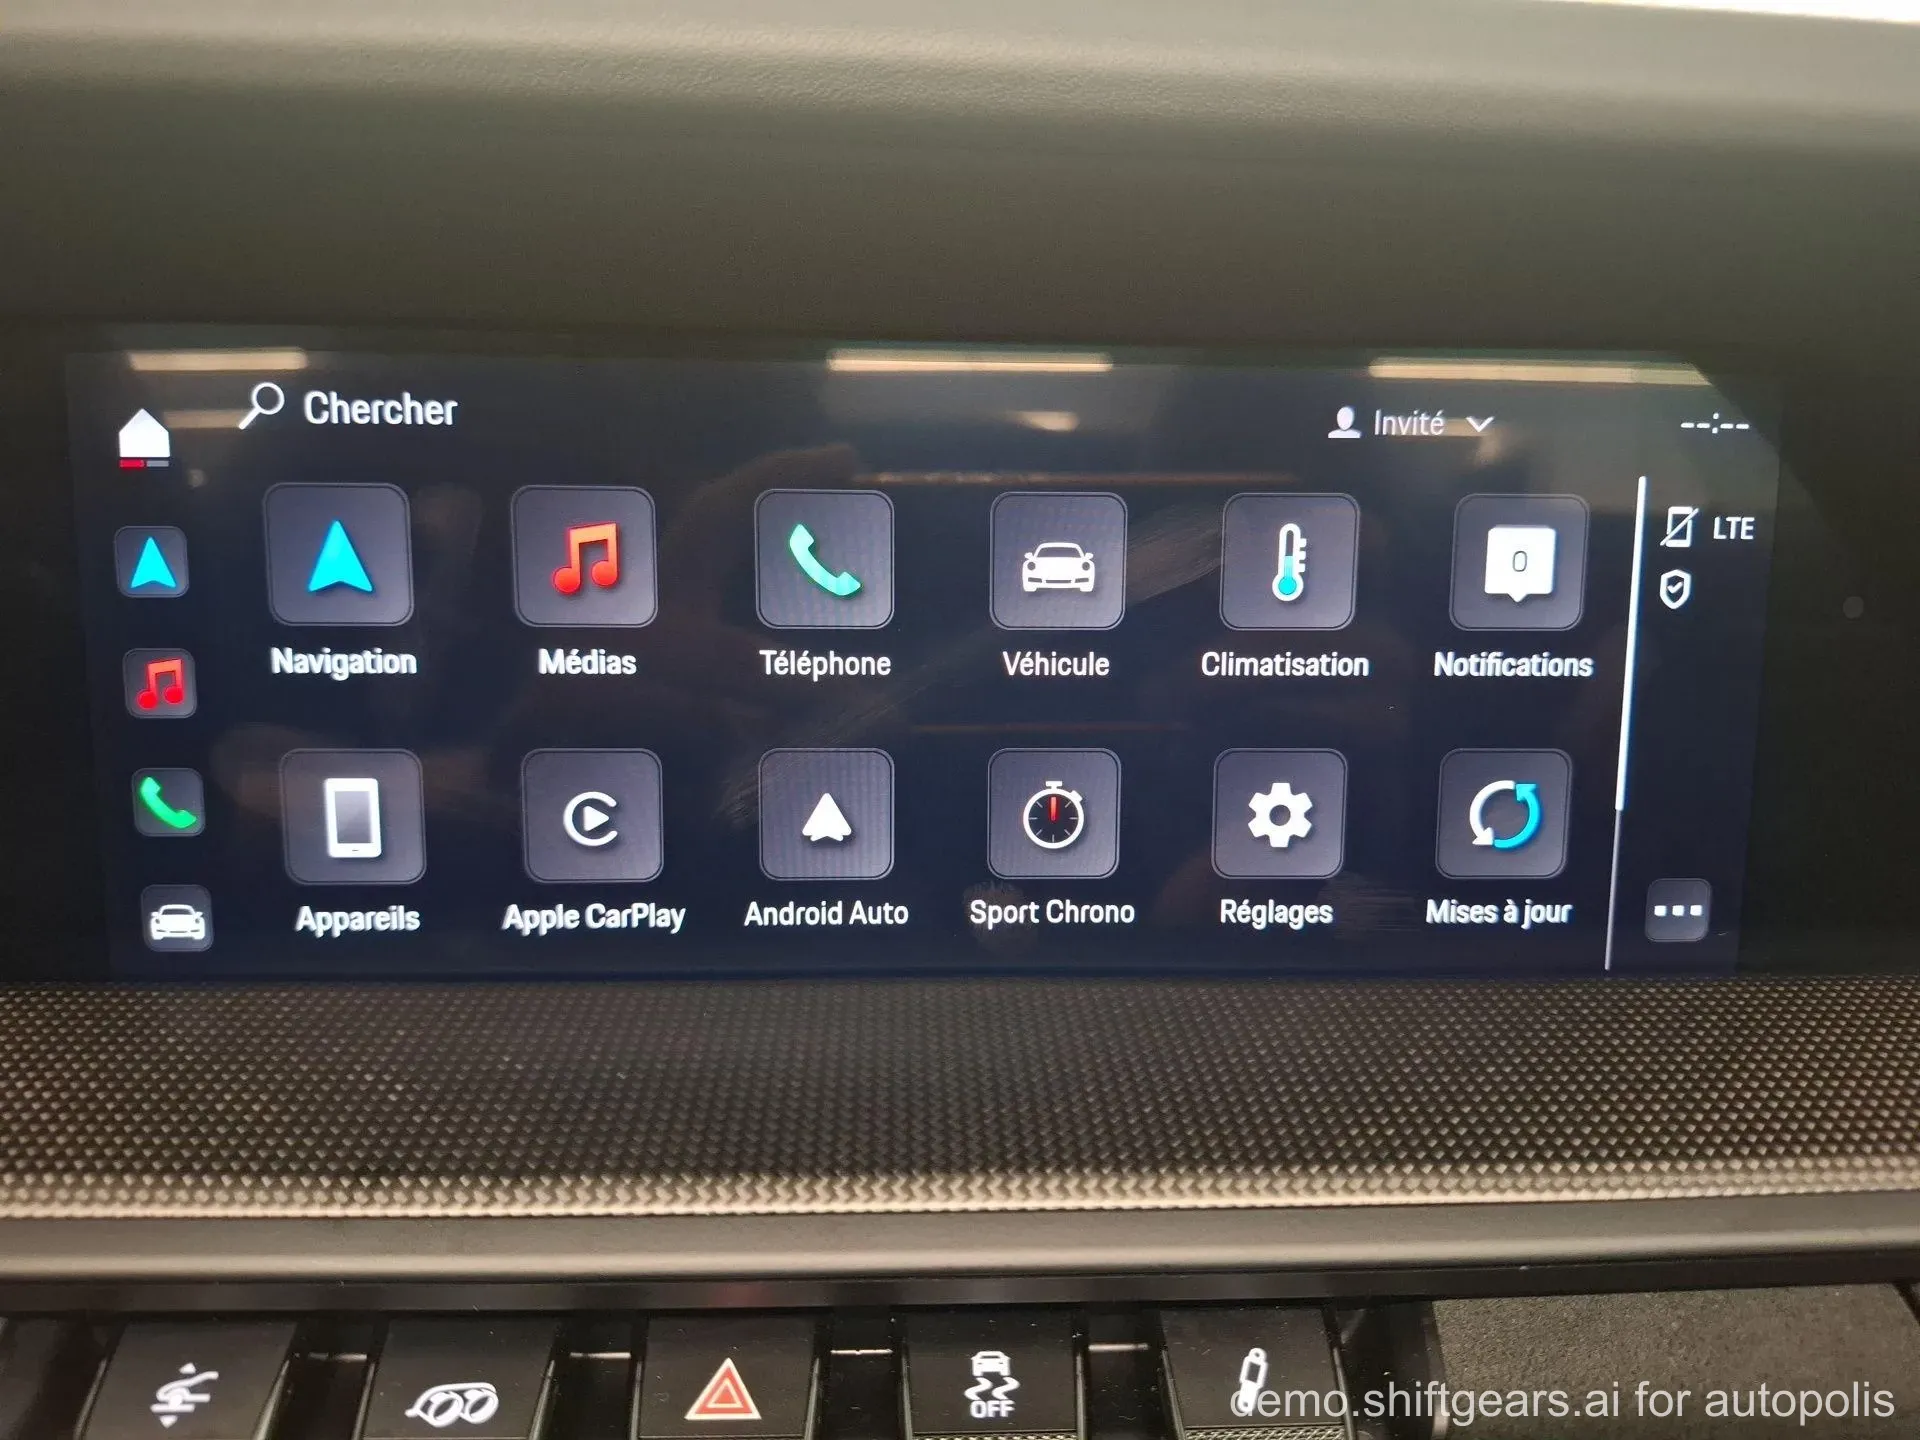 Chercher
Invité
--:--
Navigation
Médias
Téléphone
Véhicule
Climatisation
0
Notifications
LTE
Appareils
Apple CarPlay
Android Auto
Sport Chrono
Réglages
Mises à jour
OFF
demo.shiftgears.ai for autopolis